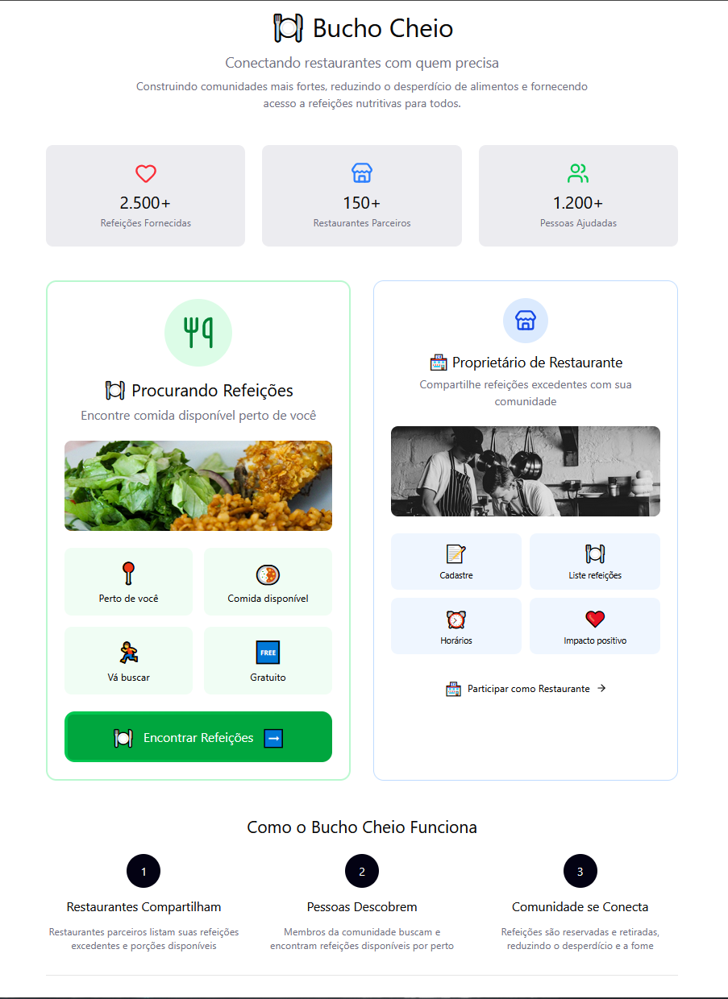 Bucho Cheio
Conectando restaurantes com quem precisa
Construindo comunidades mais fortes, reduzindo o desperdício de alimentos e fornecendo
acesso a refeições nutritivas para todos.
2.500+
Refeições Fornecidas
150+
Restaurantes Parceiros
1.200+
Pessoas Ajudadas
Procurando Refeições
Encontre comida disponível perto de você
Perto de você
Comida disponível
Vá buscar
FREE
Gratuito
Encontrar Refeições
Proprietário de Restaurante
Compartilhe refeições excedentes com sua
comunidade
Cadastre
Liste refeições
Horários
Impacto positivo
Participar como Restaurante
Como o Bucho Cheio Funciona
1
Restaurantes Compartilham
Restaurantes parceiros listam suas refeições
excedentes e porções disponíveis
2
Pessoas Descobrem
Membros da comunidade buscam e
encontram refeições disponíveis por perto
3
Comunidade se Conecta
Refeições são reservadas e retiradas,
reduzindo o desperdício e a fome